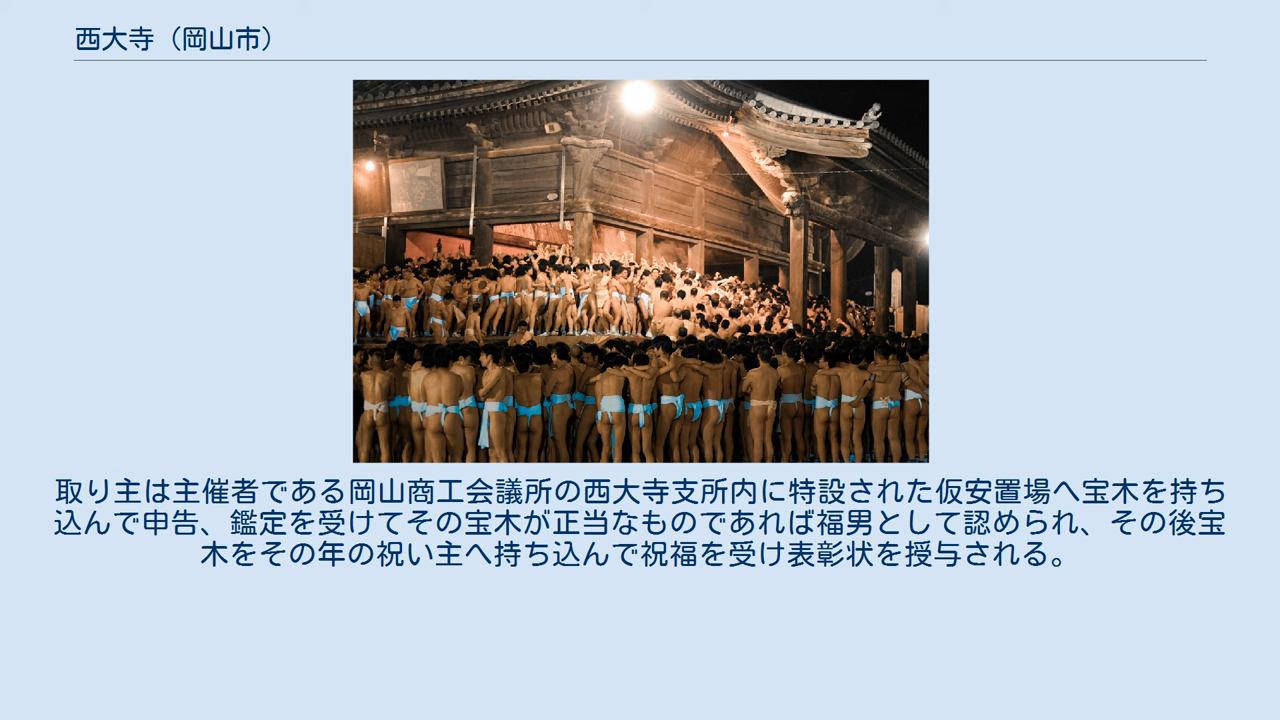 西大寺（岡山市）
取り主は主催者である岡山商工会議所の西大寺支所内に特設された仮安置場へ宝木を持ち
込んで申告、鑑定を受けてその宝木が正当なものであれば福男として認められ、その後宝
木をその年の祝い主へ持ち込んで祝福を受け表彰状を授与される。